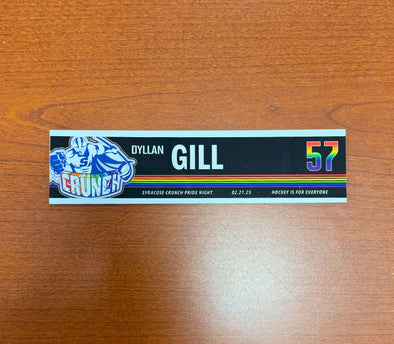 DYLLAN GILL 57
CRUNCH
SYRACUSE CRUNCH PRIDE NIGHT 02.21.25 HOCKEY IS FOR EVERYONE